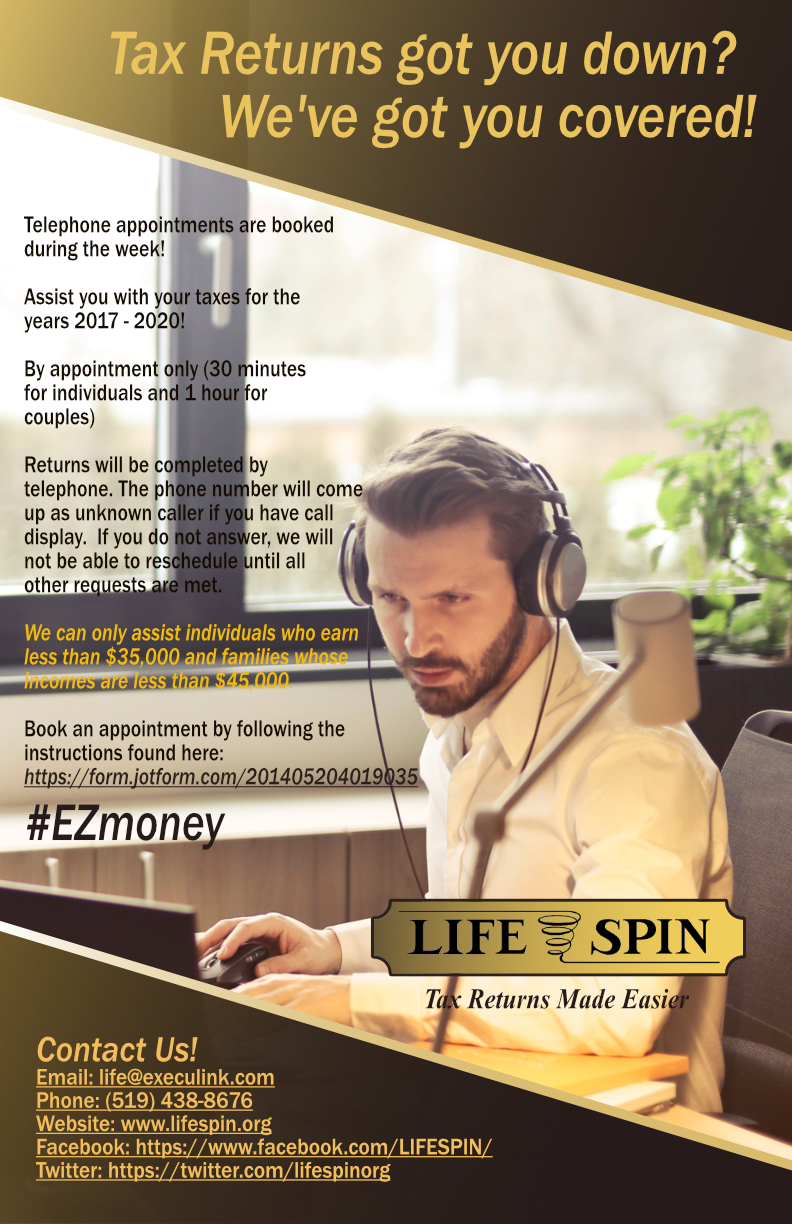 Tax Returns got you down?
We've got you covered!
Telephone appointments are booked
during the week!
Assist you with your taxes for the
years 2017 - 2020!
By appointment only (30 minutes
for individuals and 1 hour for
couples)
Returns will be completed by
telephone. The phone number will come
up as unknown caller if you have call
display.  If you do not answer, we will
not be able to reschedule until all
other requests are met.
We can only assist individuals who earn
less than $35,000 and families whose
incomes are less than $45,000.
Book an appointment by following the
instructions found here:
https://form.jotform.com/201405204019035
#EZmoney
LIFE SPIN
Tax Returns Made Easier
Contact Us!
Email: life@execulink.com
Phone: (519) 438-8676
Website: www.lifespin.org
Facebook: https://www.facebook.com/LIFESPIN/
Twitter: https://twitter.com/lifespinorg